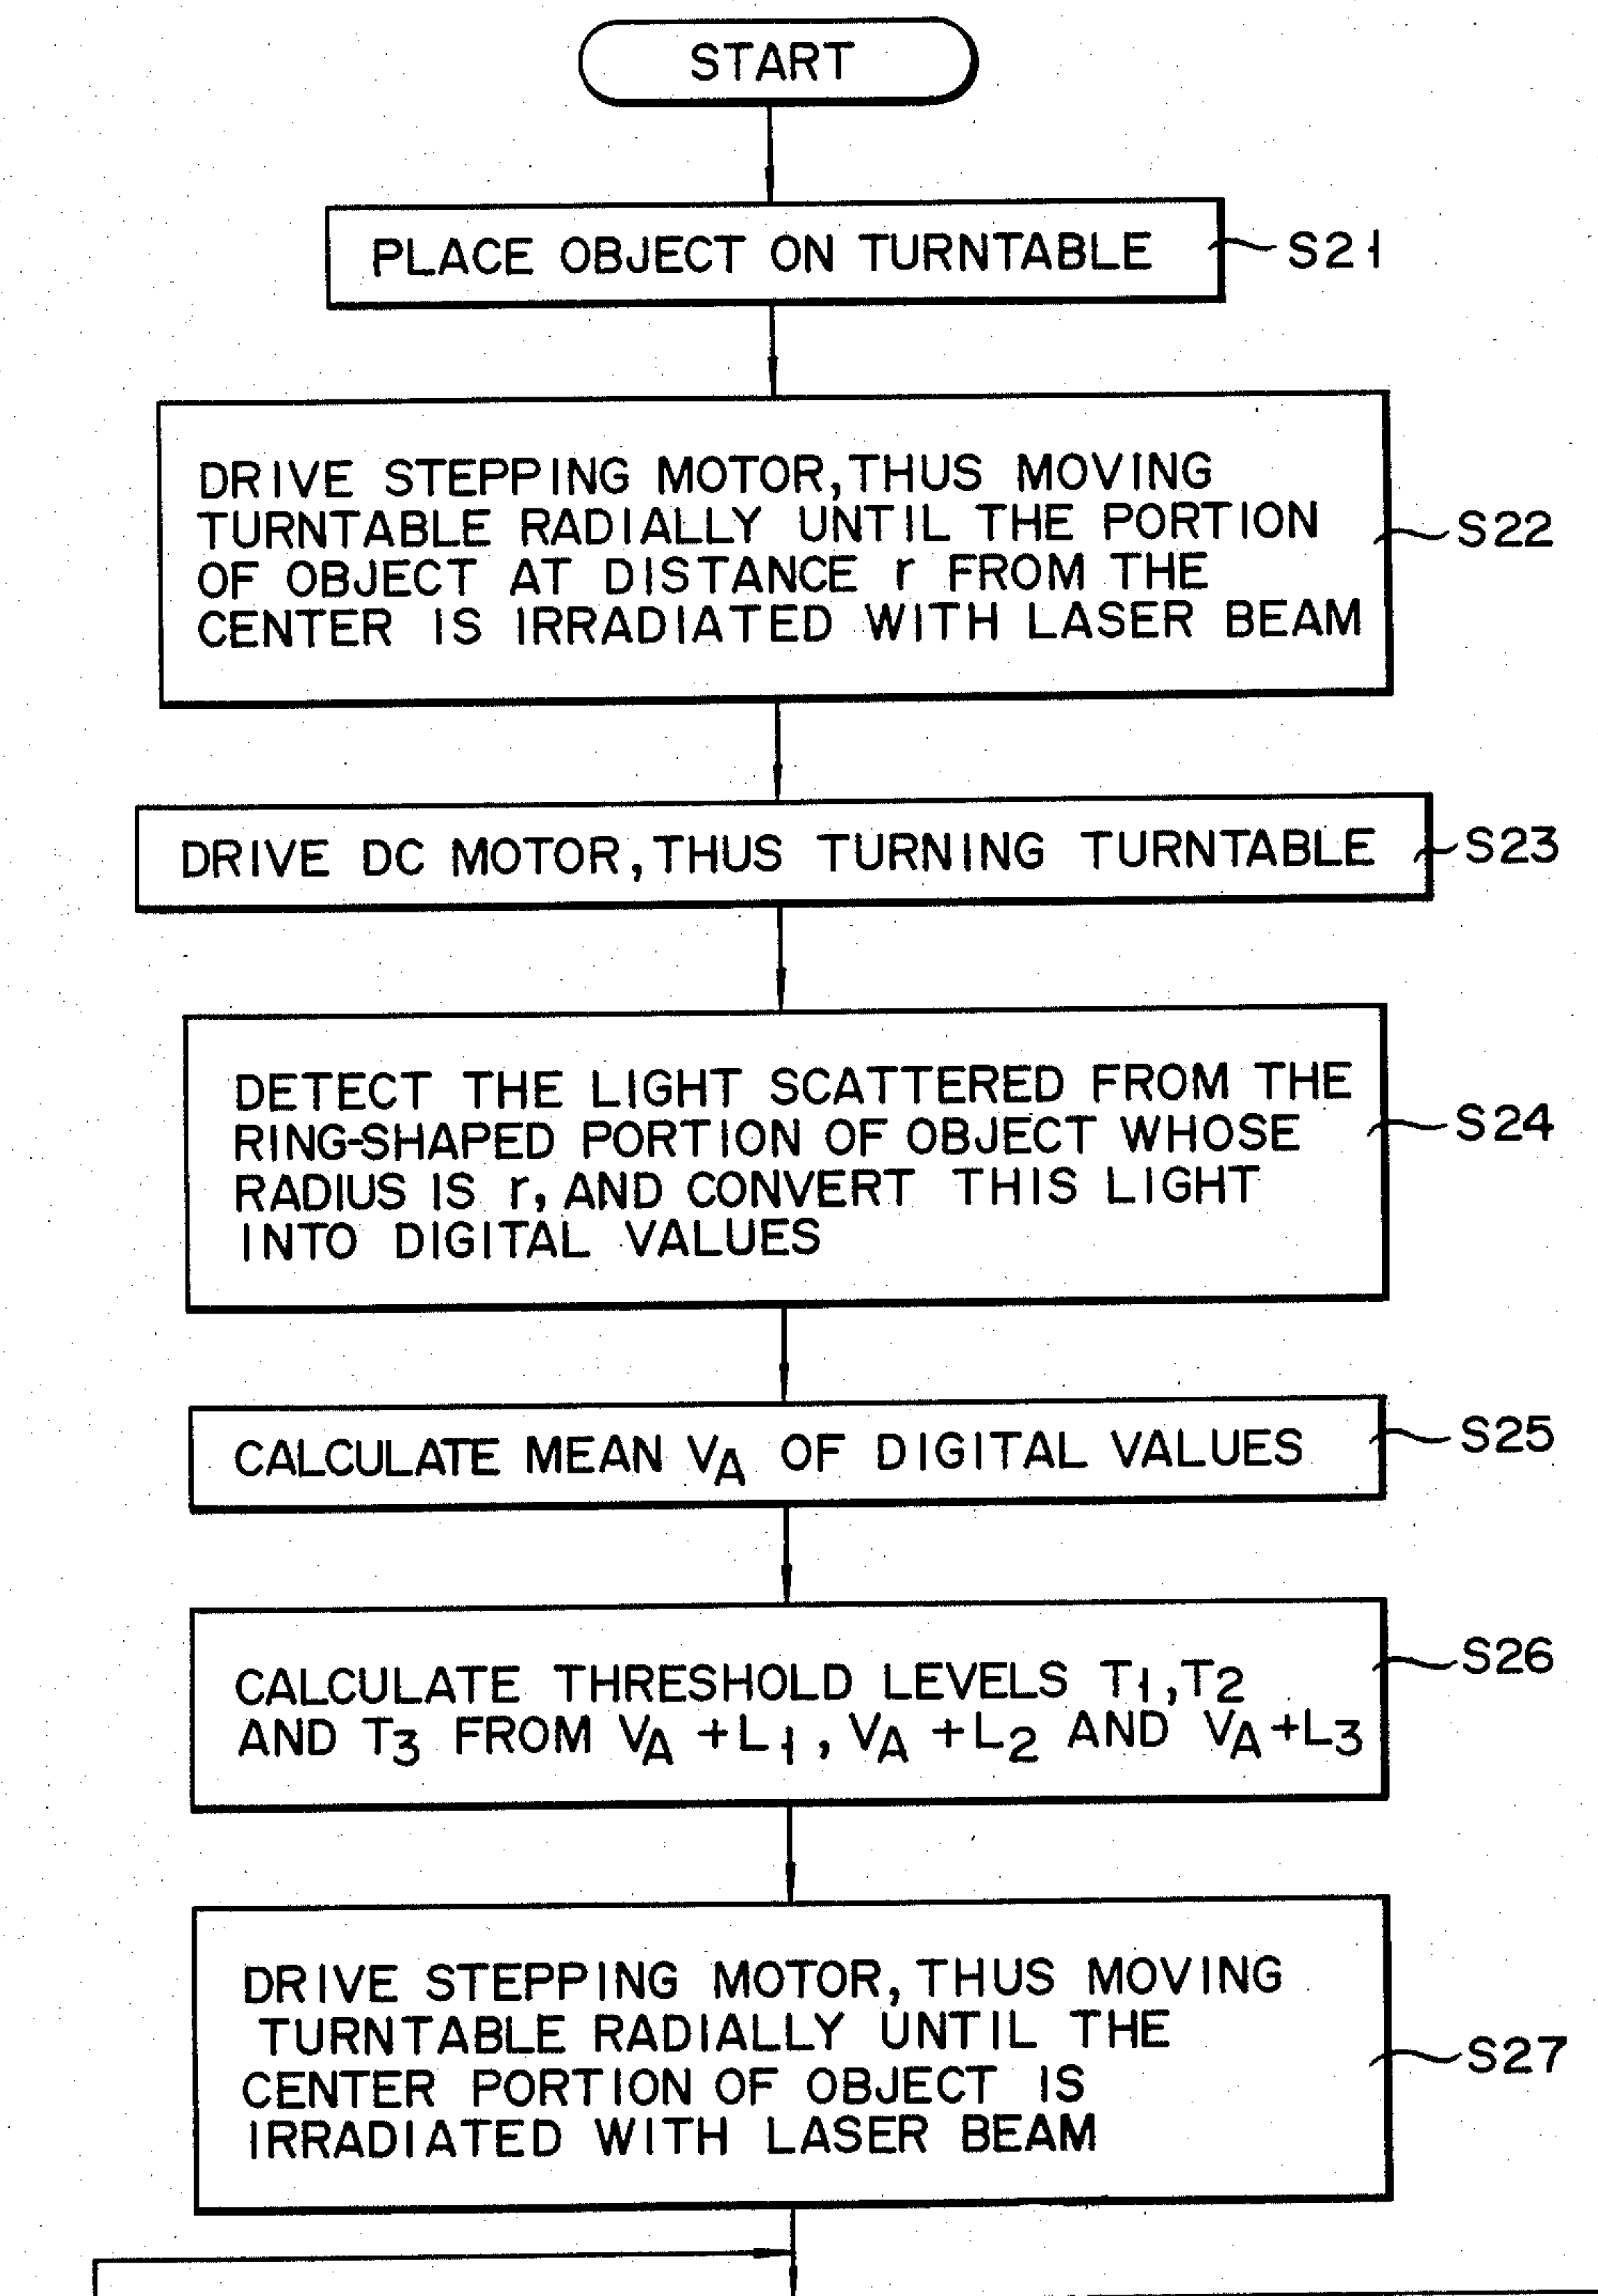 START
PLACE OBJECT ON TURNTABLE
S21
DRIVE STEPPING MOTOR, THUS MOVING
TURNTABLE RADIALLY UNTIL THE PORTION
OF OBJECT AT DISTANCE r FROM THE
CENTER IS IRRADIATED WITH LASER BEAM
S22
DRIVE DC MOTOR, THUS TURNING TURNTABLE
S23
DETECT THE LIGHT SCATTERED FROM THE
RING-SHAPED PORTION OF OBJECT WHOSE
RADIUS IS r, AND CONVERT THIS LIGHT
INTO DIGITAL VALUES
S24
CALCULATE MEAN VA OF DIGITAL VALUES
S25
CALCULATE THRESHOLD LEVELS T1, T2
AND T3 FROM VA +L1, VA +L2 AND VA +L3
S26
DRIVE STEPPING MOTOR, THUS MOVING
TURNTABLE RADIALLY UNTIL THE
CENTER PORTION OF OBJECT IS
IRRADIATED WITH LASER BEAM
S27